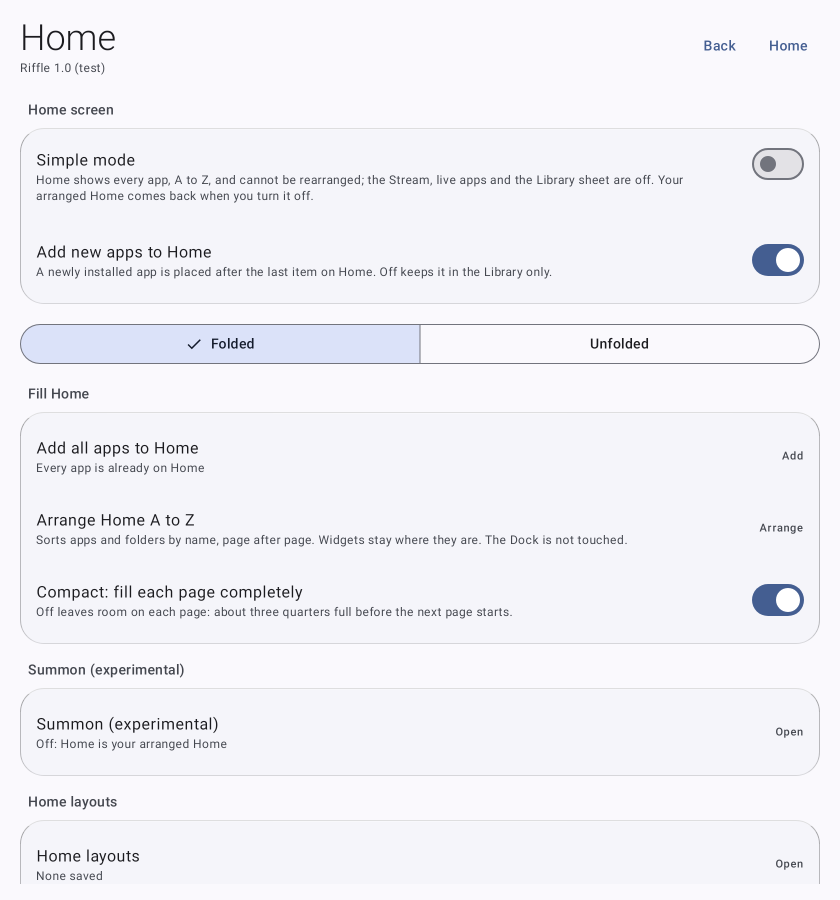 Home
Riffle 1.0 (test)
Back
Home
Home screen
Simple mode
Home shows every app, A to Z, and cannot be rearranged; the Stream, live apps and the Library sheet are off. Your
arranged Home comes back when you turn it off.
Add new apps to Home
A newly installed app is placed after the last item on Home. Off keeps it in the Library only.
Folded
Unfolded
Fill Home
Add all apps to Home
Every app is already on Home
Add
Arrange Home A to Z
Sorts apps and folders by name, page after page. Widgets stay where they are. The Dock is not touched.
Arrange
Compact: fill each page completely
Off leaves room on each page: about three quarters full before the next page starts.
Summon (experimental)
Summon (experimental)
Off: Home is your arranged Home
Open
Home layouts
Home layouts
None saved
Open